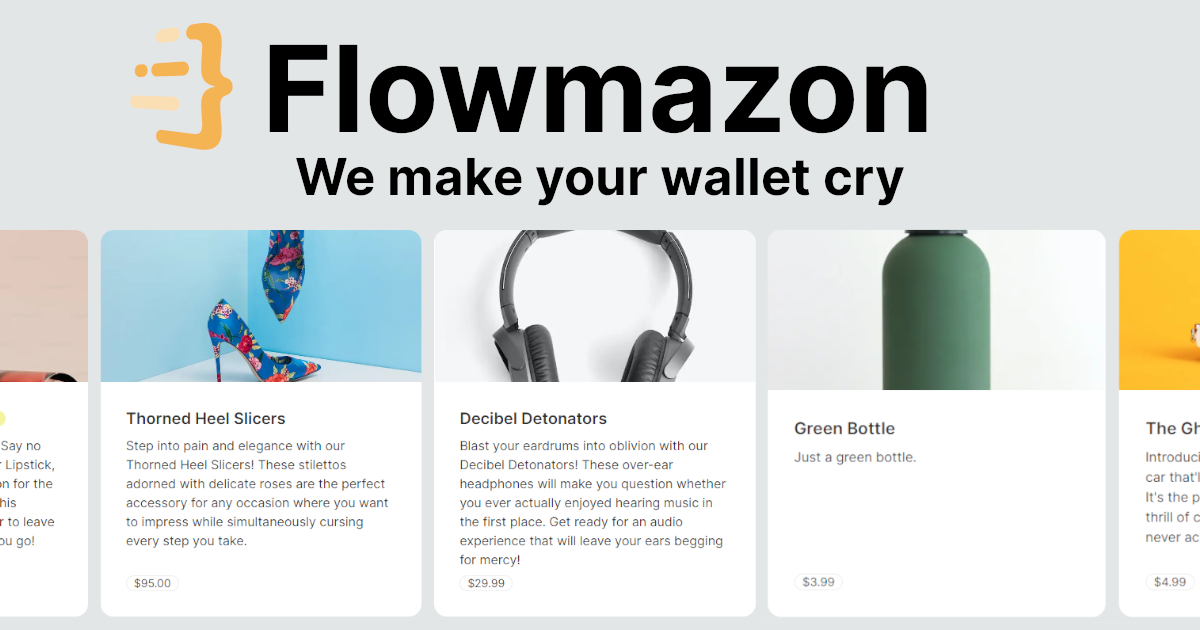 Flowmazon
We make your wallet cry
Say no
Lipstick,
on for the
his
r to leave
ou go!
Thorned Heel Slicers
Step into pain and elegance with our
Thorned Heel Slicers! These stilettos
adorned with delicate roses are the perfect
accessory for any occasion where you want
to impress while simultaneously cursing
every step you take.
$95.00
Decibel Detonators
Blast your eardrums into oblivion with our
Decibel Detonators! These over-ear
headphones will make you question whether
you ever actually enjoyed hearing music in
the first place. Get ready for an audio
experience that will leave your ears begging
for mercy!
$29.99
Green Bottle
Just a green bottle.
$3.99
The Gh
Introduci
car that'l
It's the p
thrill of c
never ac
$4.99